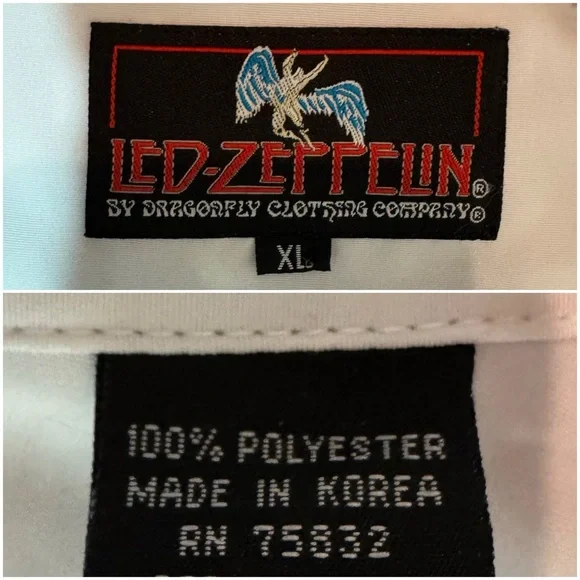 LED-ZEPPELIN®
BY DRAGONFLY CLOTHING COMPANY®
XL
100% POLYESTER
MADE IN KOREA
RN 75832